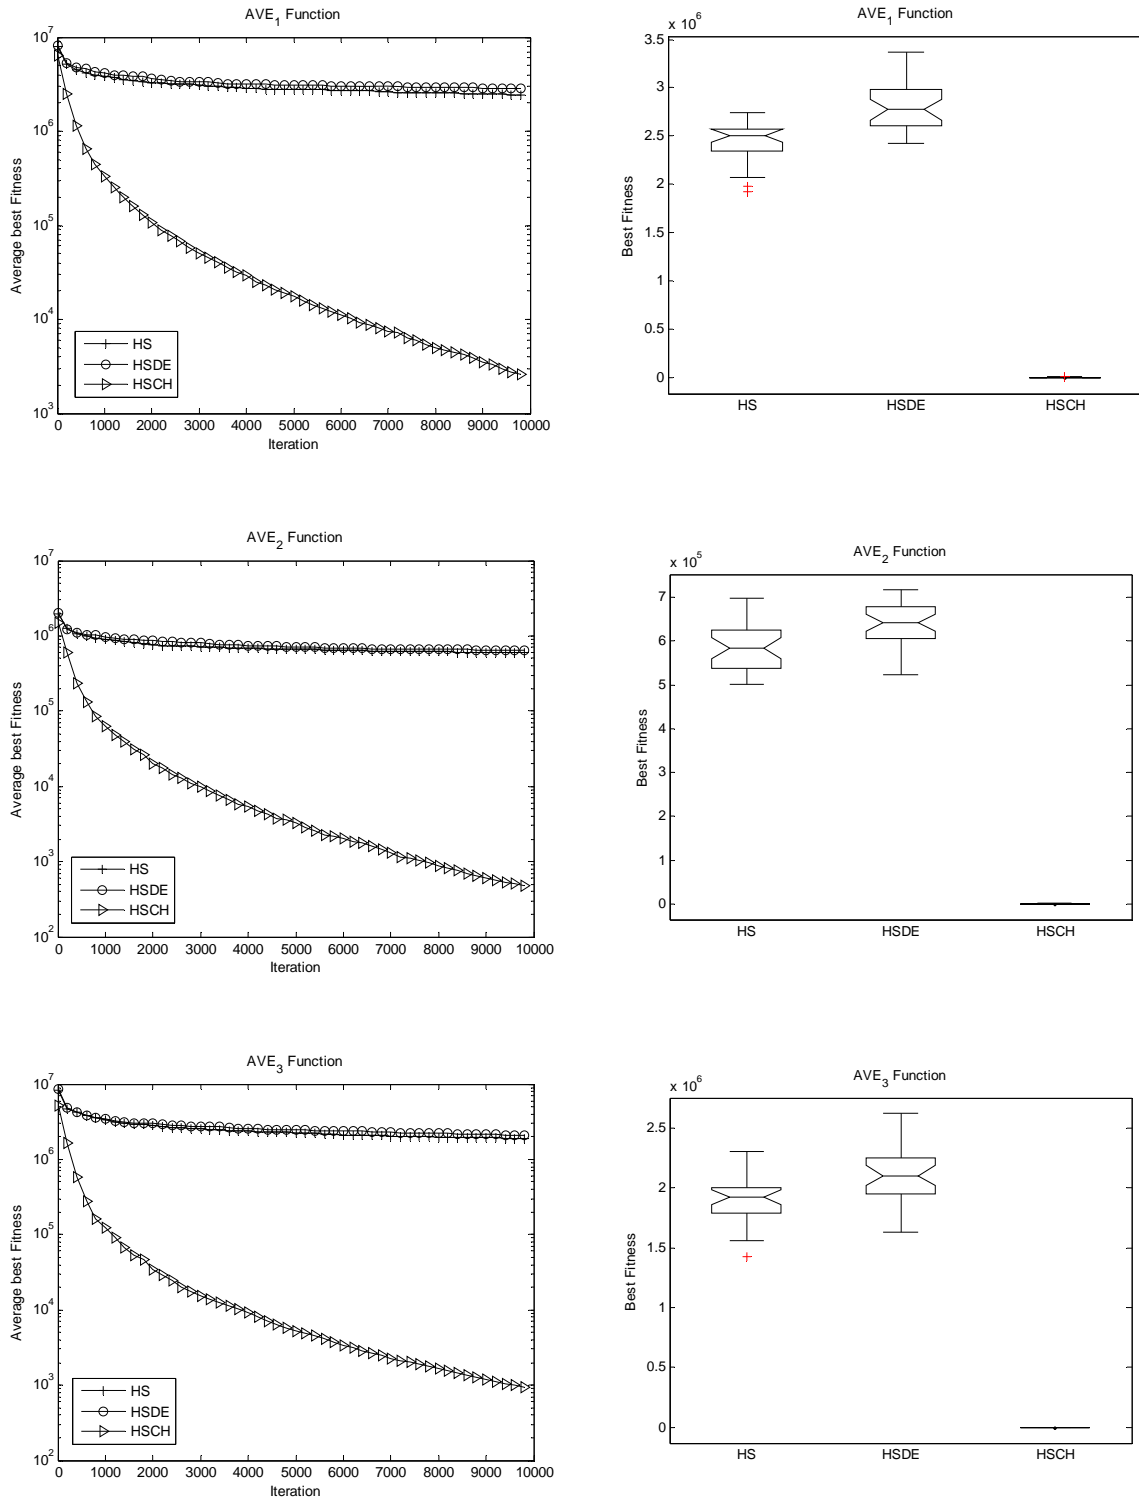 AVE1 Function
Average best Fitness
10^7
10^6
10^5
10^4
10^3
HS
HSDE
HSCH
0 1000 2000 3000 4000 5000 6000 7000 8000 9000 10000
Iteration
AVE1 Function
x 10^6
Best Fitness
3.5
3
2.5
2
1.5
1
0.5
0
HS HSDE HSCH
AVE2 Function
Average best Fitness
10^7
10^6
10^5
10^4
10^3
10^2
HS
HSDE
HSCH
0 1000 2000 3000 4000 5000 6000 7000 8000 9000 10000
Iteration
AVE2 Function
x 10^5
Best Fitness
7
6
5
4
3
2
1
0
HS HSDE HSCH
AVE3 Function
Average best Fitness
10^7
10^6
10^5
10^4
10^3
10^2
HS
HSDE
HSCH
0 1000 2000 3000 4000 5000 6000 7000 8000 9000 10000
Iteration
AVE3 Function
x 10^6
Best Fitness
2.5
2
1.5
1
0.5
0
HS HSDE HSCH